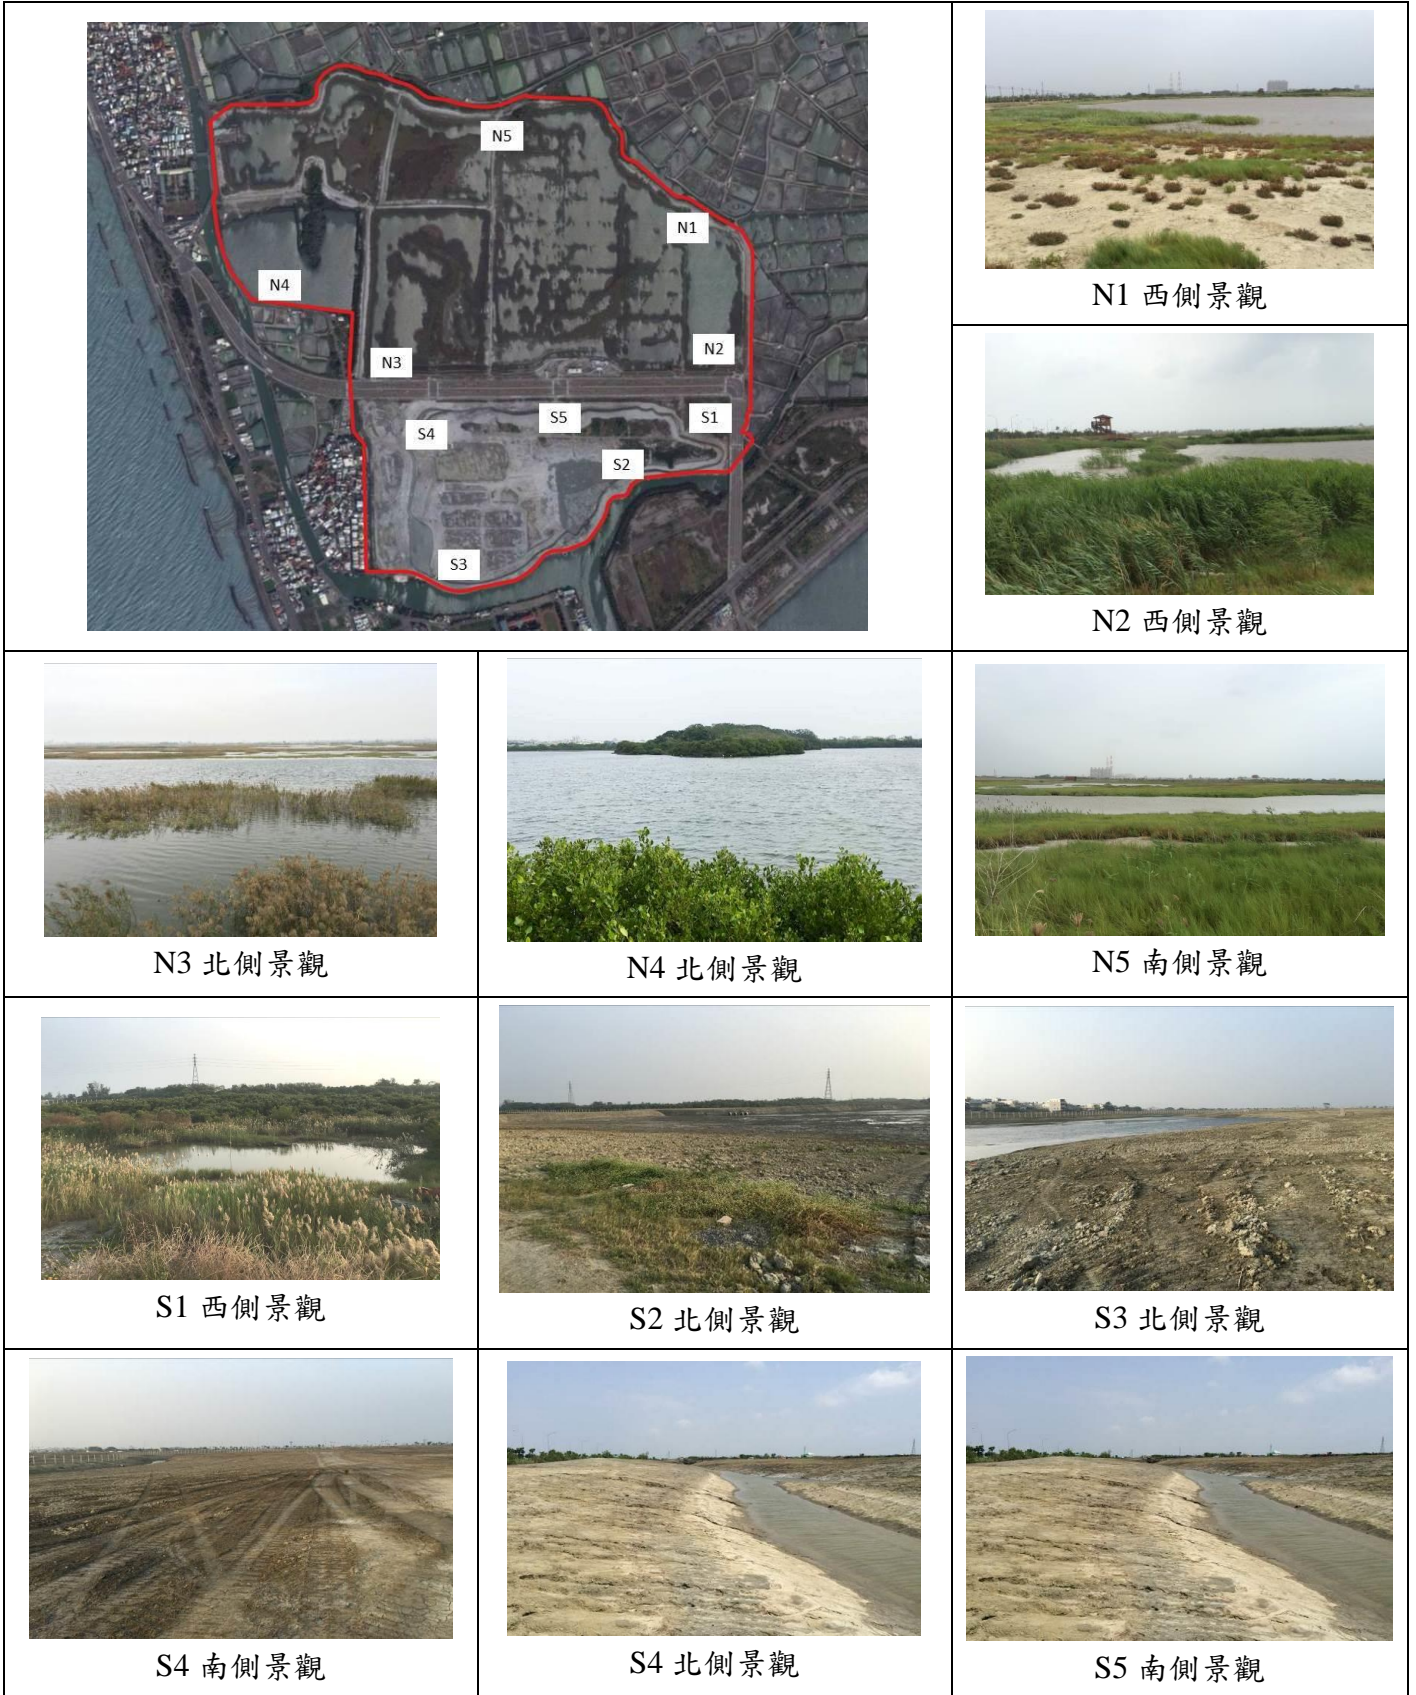 N5
N1
N4
N2
N3
S5
S1
S4
S2
S3
N1 西側景觀
N2 西側景觀
N3 北側景觀
N4 北側景觀
N5 南側景觀
S1 西側景觀
S2 北側景觀
S3 北側景觀
S4 南側景觀
S4 北側景觀
S5 南側景觀